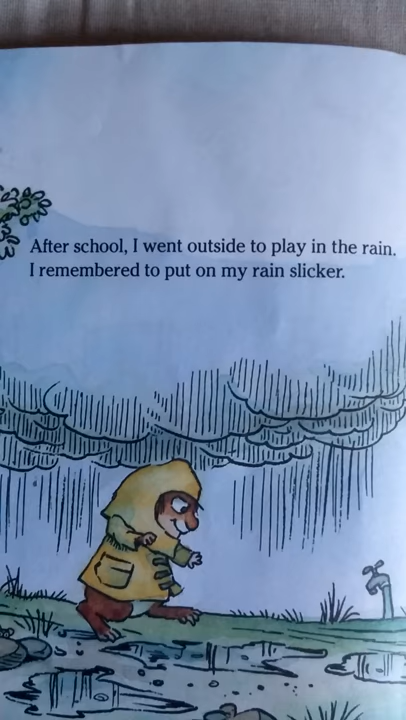 After school, I went outside to play in the rain.
I remembered to put on my rain slicker.